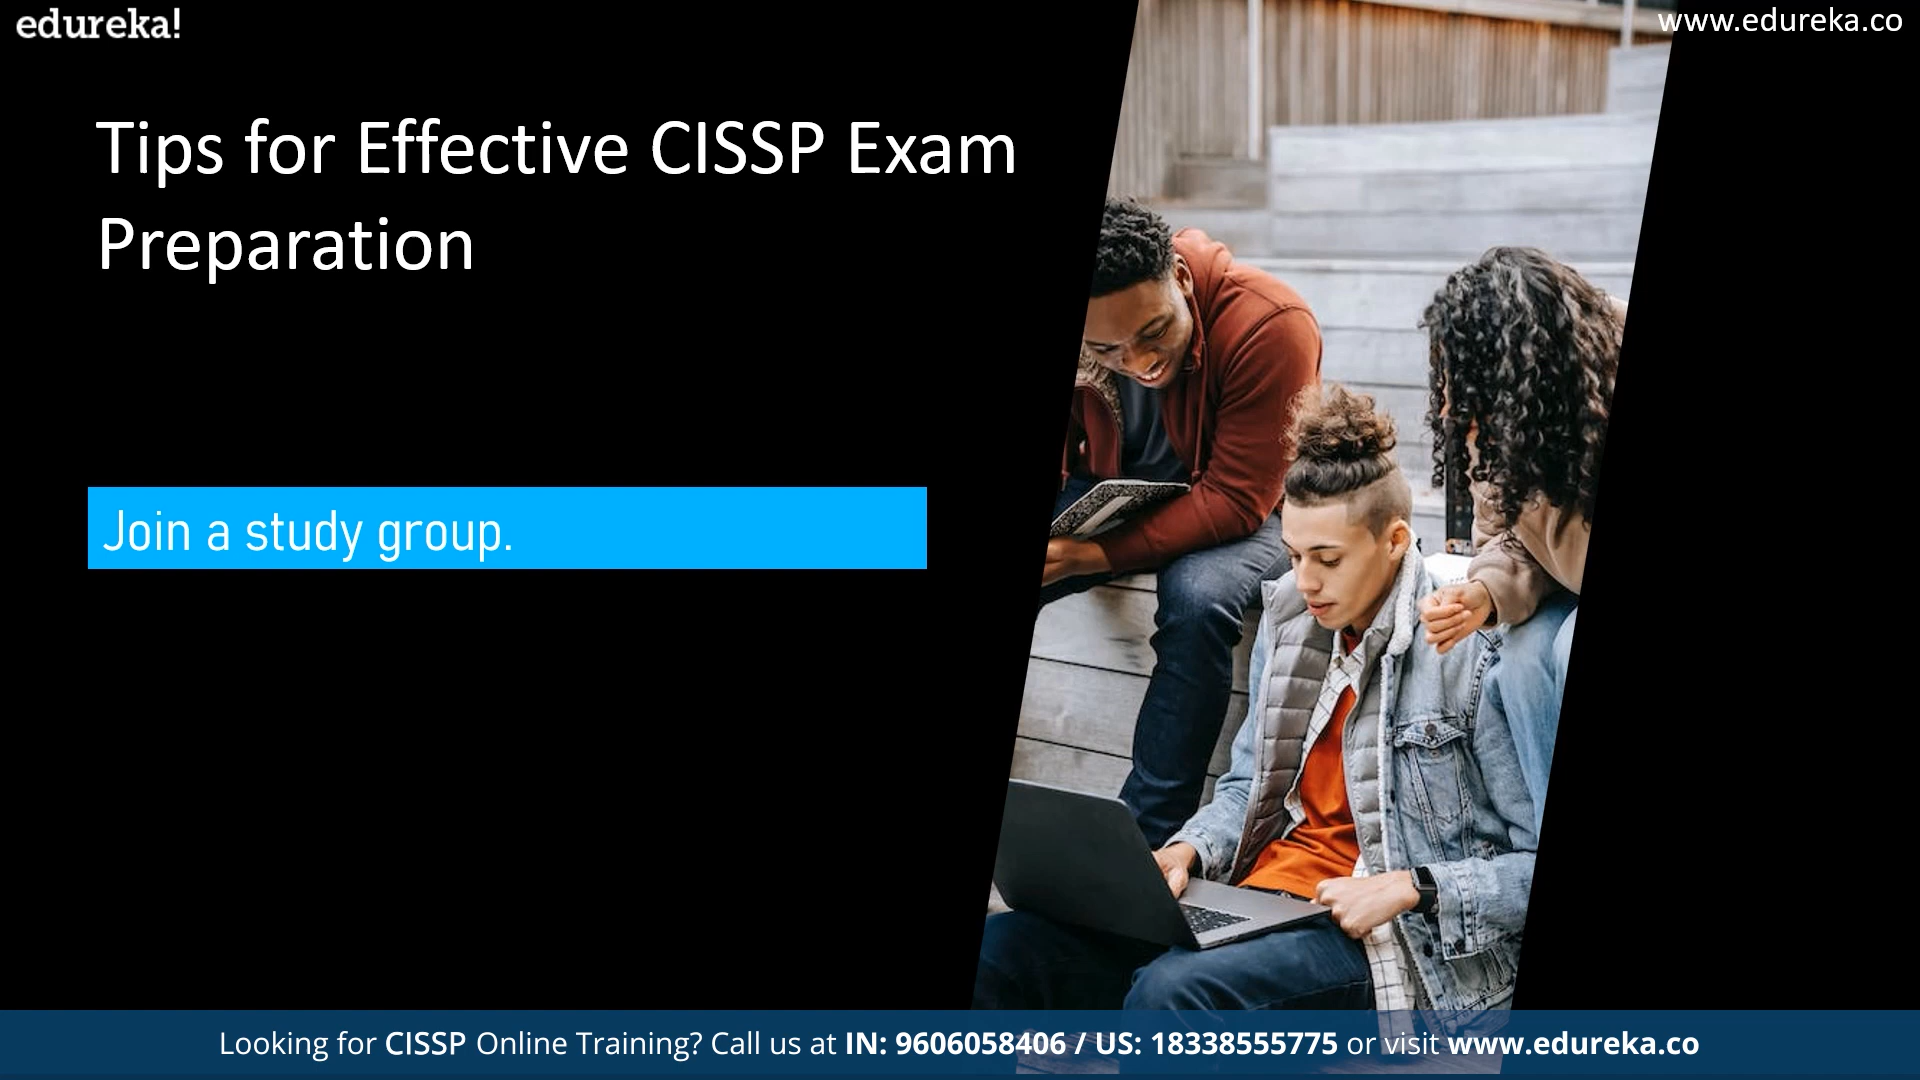 edureka!
www.edureka.co
Tips for Effective CISSP Exam
Preparation
Join a study group.
Looking for CISSP Online Training? Call us at IN: 9606058406 / US: 18338555775 or visit www.edureka.co